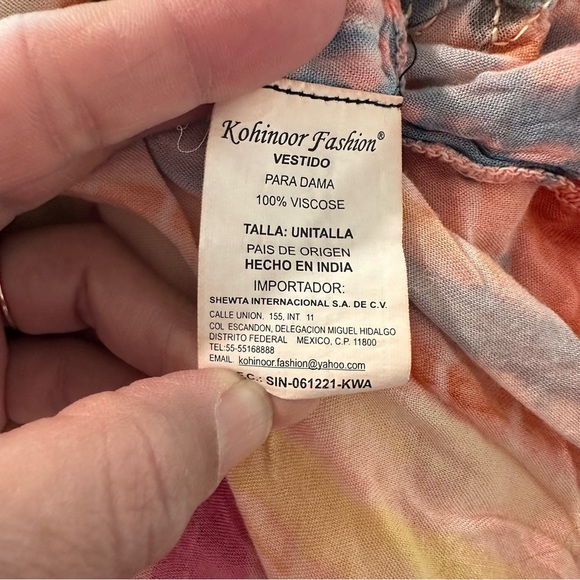 Kohinoor Fashion®
VESTIDO
PARA DAMA
100% VISCOSE
TALLA: UNITALLA
PAIS DE ORIGEN
HECHO EN INDIA
IMPORTADOR:
SHEWTA INTERNACIONAL S.A. DE C.V.
CALLE UNION. 155, INT 11
COL ESCANDON, DELEGACION MIGUEL HIDALGO
DISTRITO FEDERAL MEXICO, C.P. 11800
TEL:55-55168888
EMAIL. kohinoor.fashion@yahoo.com
SIN-061221-KWA